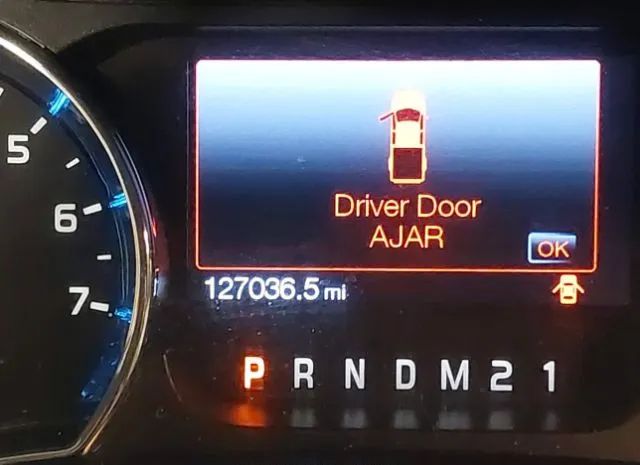 5
6
7
Driver Door
AJAR
OK
127036.5 mi
P R N D M 2 1